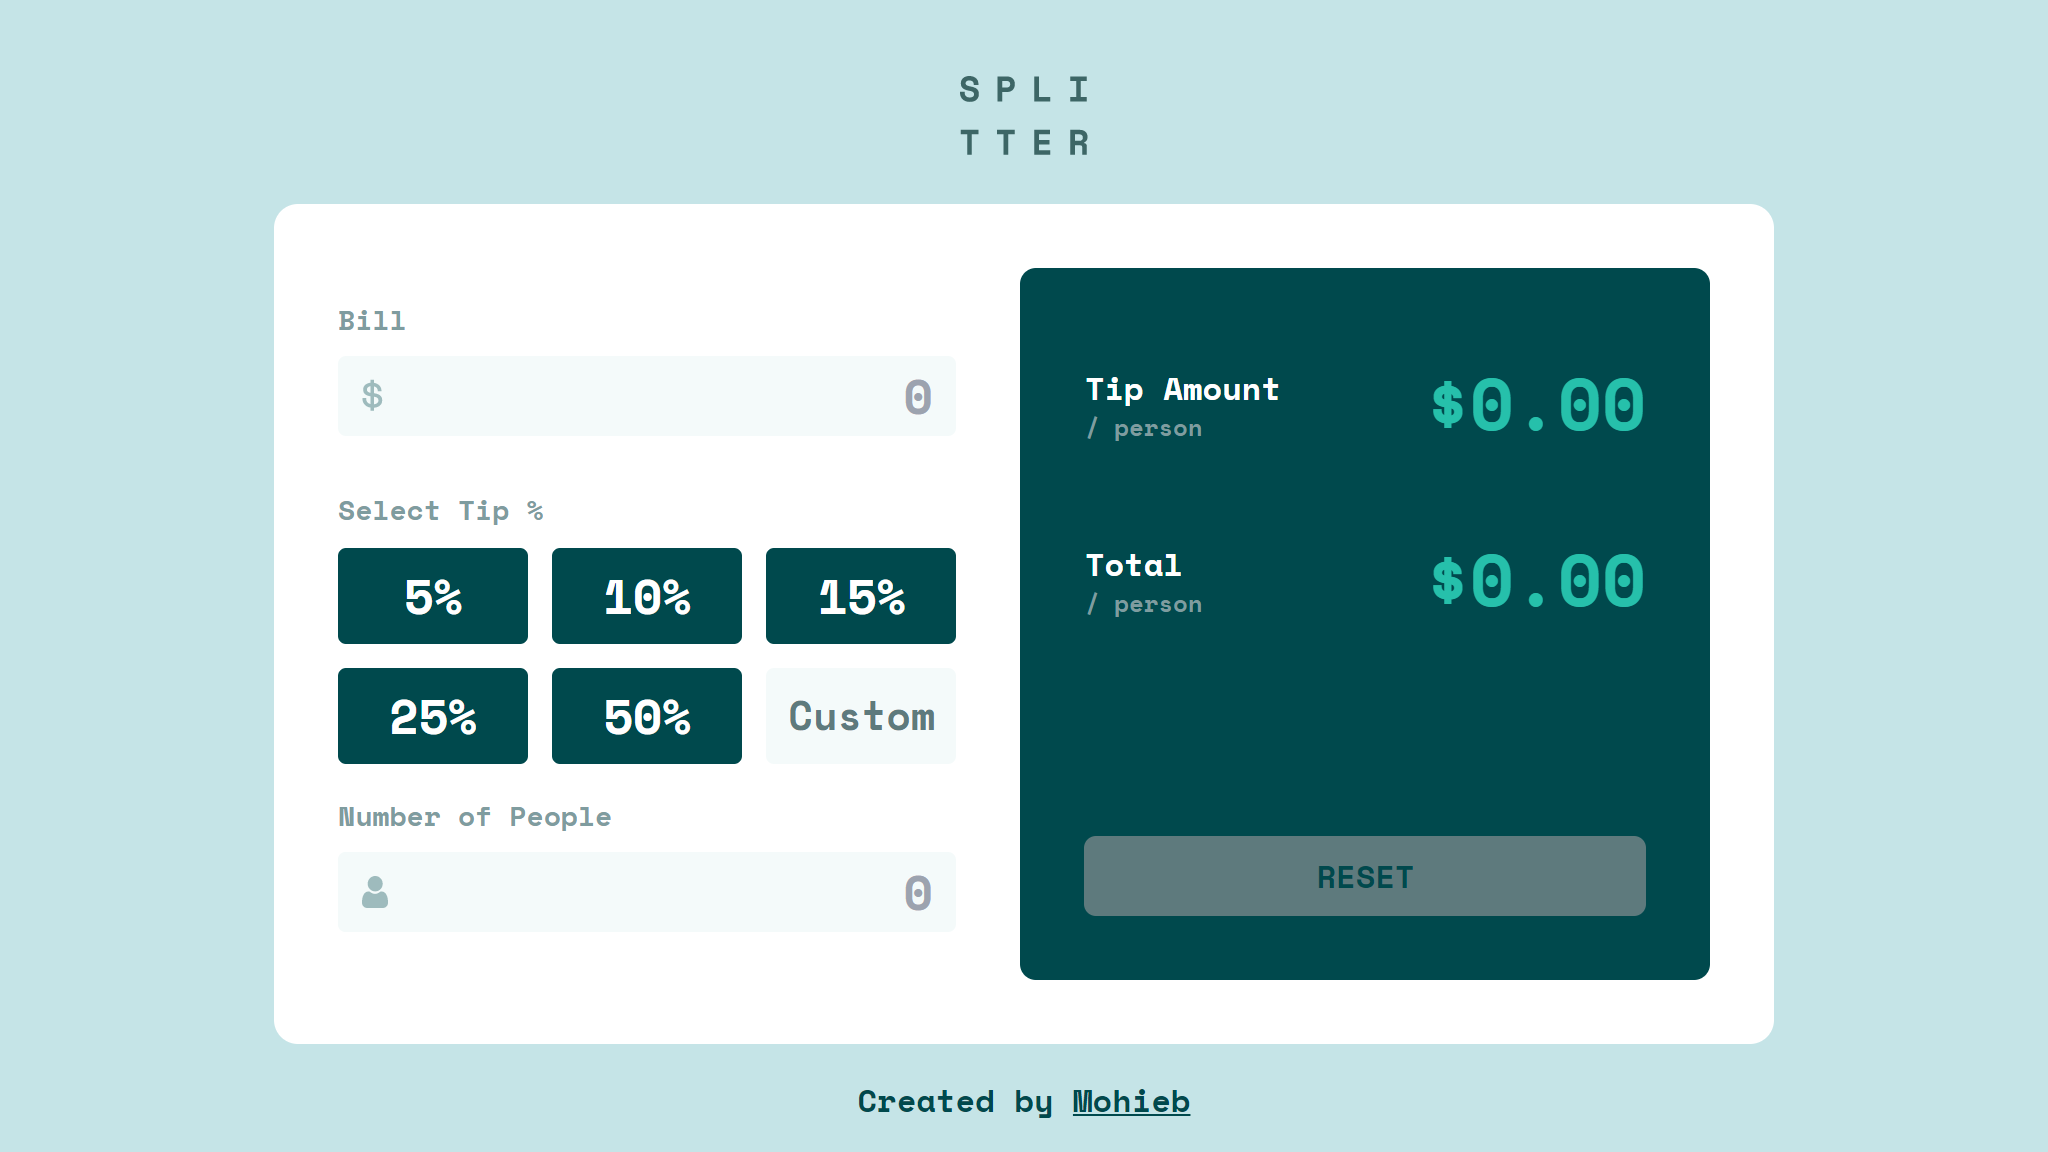 SPLI
TTER
Bill
$ 0
Select Tip %
5% 10% 15%
25% 50% Custom
Number of People
0
Tip Amount
/ person
$0.00
Total
/ person
$0.00
RESET
Created by Mohieb